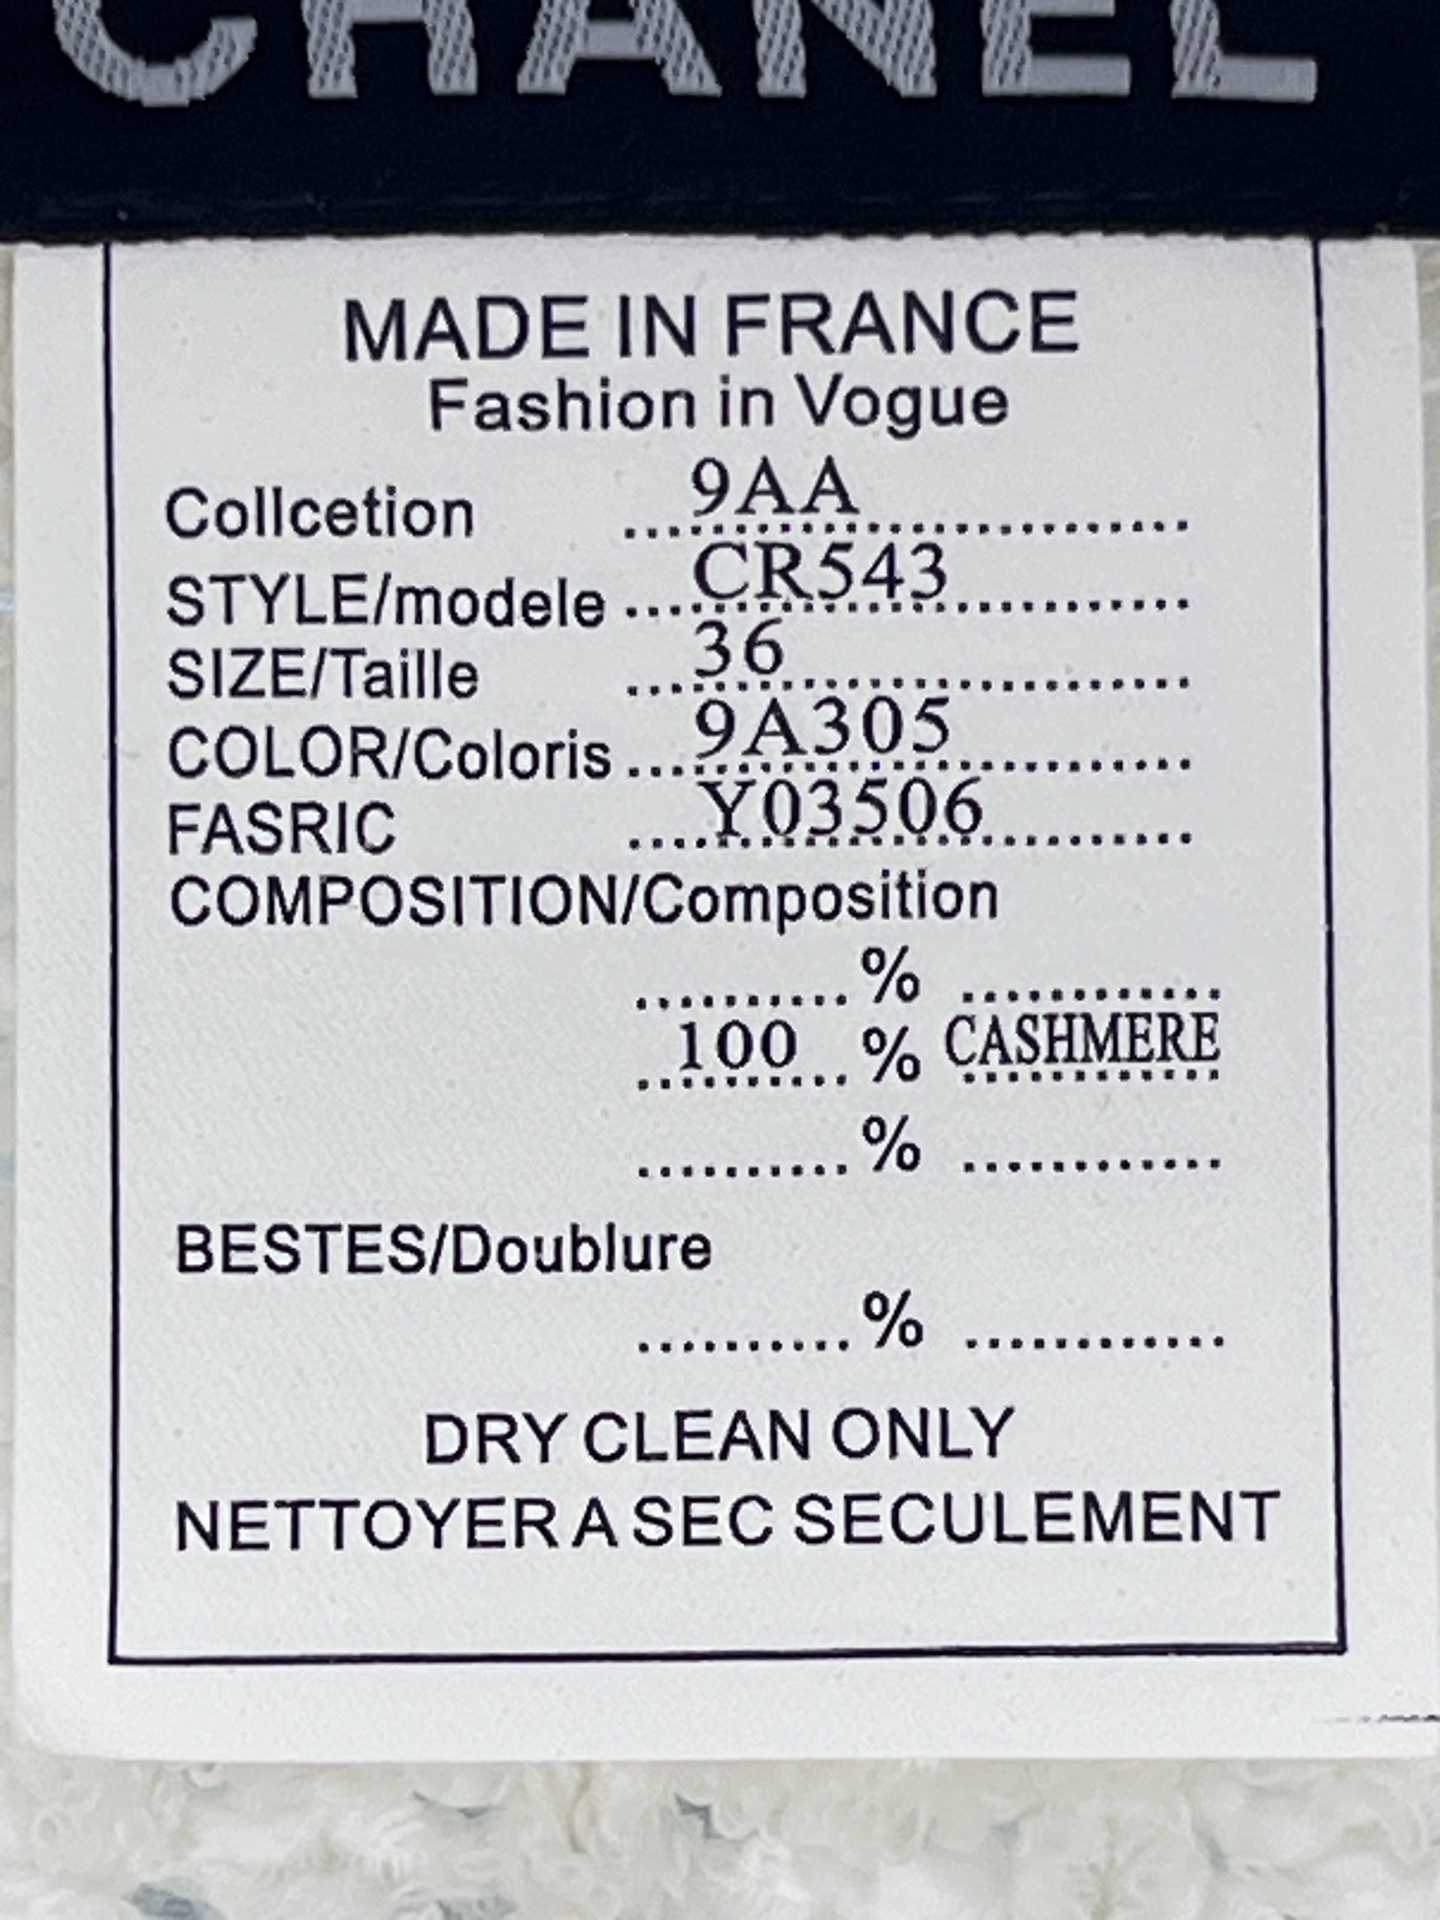 CHANEL
MADE IN FRANCE
Fashion in Vogue
Collcetion 9AA
STYLE/modele CR543
SIZE/Taille 36
COLOR/Coloris 9A305
FASRIC Y03506
COMPOSITION/Composition
..........% ............
100 % CASHMERE
..........% ............
BESTES/Doublure
..........% ............
DRY CLEAN ONLY
NETTOYER A SEC SECULEMENT